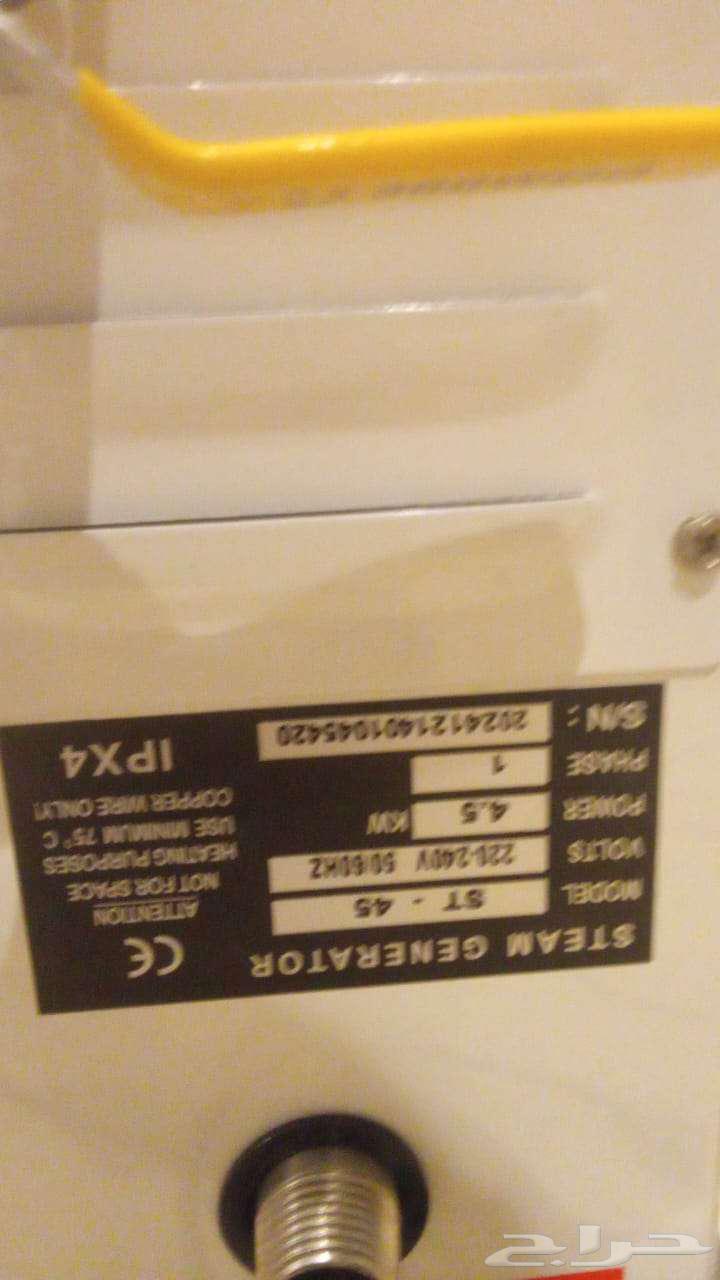 STEAM GENERATOR
MODEL ST - 45
VOLTS 220-240V 50/60HZ
POWER 4.5 KW
PHASE 1
S/N : 2024121401045420
CE
ATTENTION
NOT FOR SPACE
HEATING PURPOSES
USE MINIMUM 75° C
COPPER WIRE ONLY!
IPX4
حراج